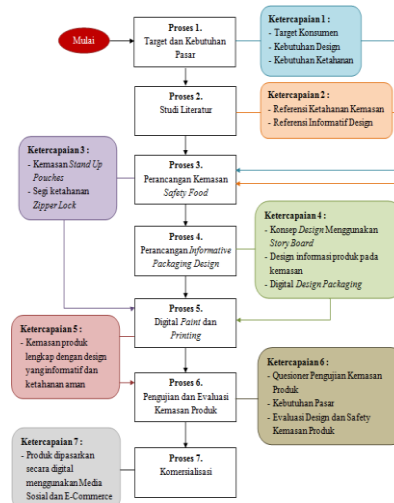 Mulai
Proses 1.
Target dan Kebutuhan
Pasar
Ketercapaian 1 :
- Target Konsumen
- Kebutuhan Design
- Kebutuhan Ketahanan
Proses 2.
Studi Literatur
Ketercapaian 2 :
- Referensi Ketahanan Kemasan
- Referensi Informatif Design
Ketercapaian 3 :
- Kemasan Stand Up
Pouches
- Segi ketahanan
Zipper Lock
Proses 3.
Perancangan Kemasan
Safety Food
Proses 4.
Perancangan Informative
Packaging Design
Ketercapaian 4 :
- Konsep Design Menggunakan
Story Board
- Design informasi produk pada
kemasan
- Digital Design Packaging
Proses 5.
Digital Paint dan
Printing
Ketercapaian 5 :
- Kemasan produk
lengkap dengan design
yang informatif dan
ketahanan aman
Proses 6.
Pengujian dan Evaluasi
Kemasan Produk
Ketercapaian 6 :
- Quesioner Pengujian Kemasan
Produk
- Kebutuhan Pasar
- Evaluasi Design dan Safety
Kemasan Produk
Ketercapaian 7 :
- Produk dipasarkan
secara digital
menggunakan Media
Sosial dan E-Commerce
Proses 7.
Komersialisasi